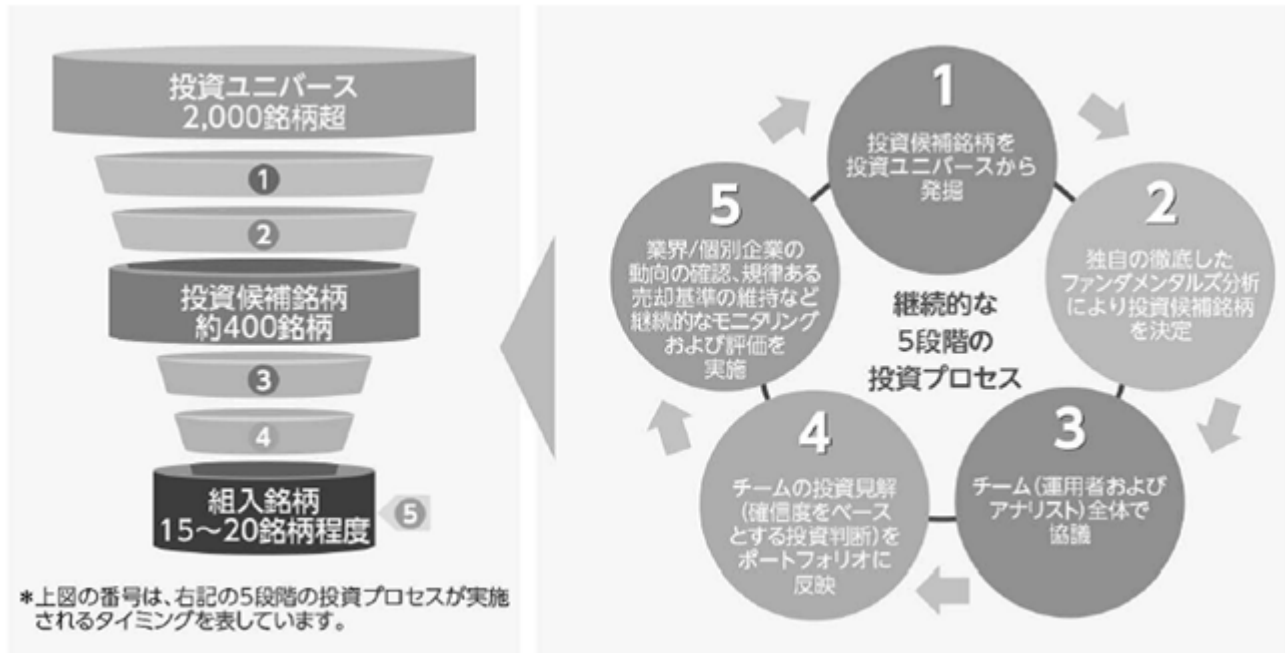 投資ユニバース
2,000銘柄超
1
2
投資候補銘柄
約400銘柄
3
4
組入銘柄
15～20銘柄程度
5
*上図の番号は、右記の5段階の投資プロセスが実施
されるタイミングを表しています。
1
投資候補銘柄を
投資ユニバースから
発掘
2
独自の徹底した
ファンダメンタルズ分析
により投資候補銘柄
を決定
3
チーム(運用者および
アナリスト)全体で
協議
4
チームの投資見解
(確信度をベース
とする投資判断)を
ポートフォリオに
反映
5
業界/個別企業の
動向の確認、規律ある
売却基準の維持など
継続的なモニタリング
および評価を
実施
継続的な
5段階の
投資プロセス